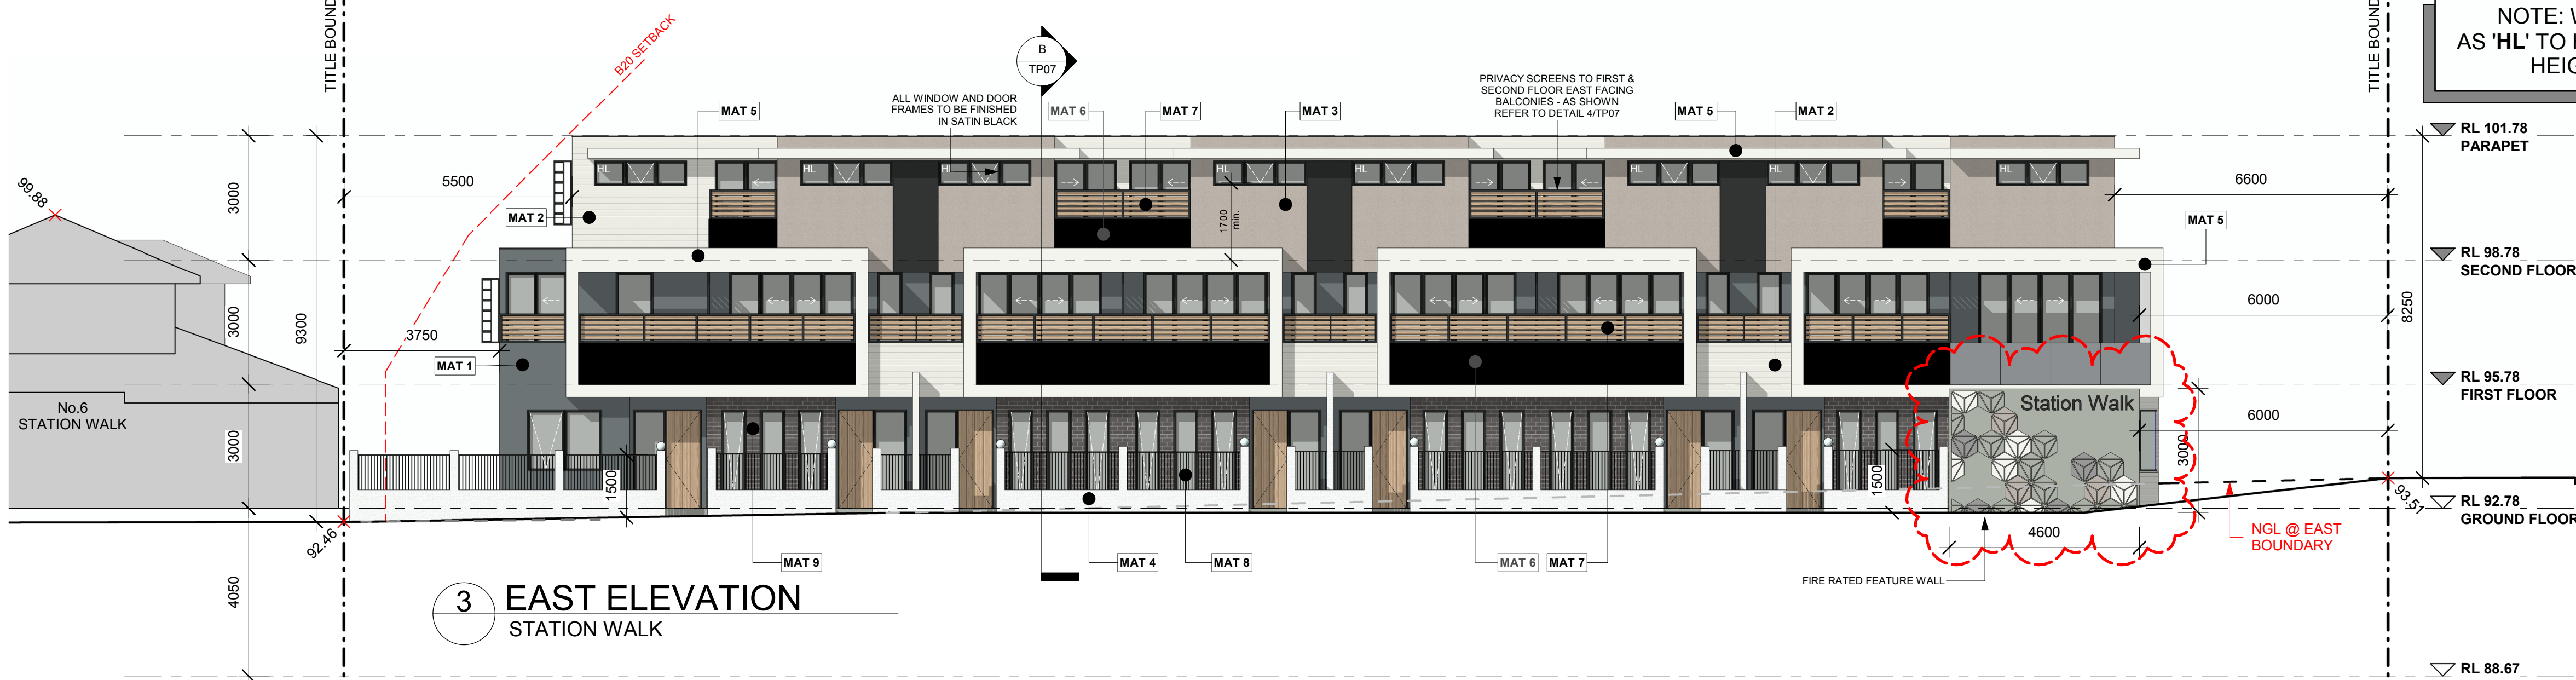 TITLE BOUND
B20 SETBACK
B
TP07
ALL WINDOW AND DOOR
FRAMES TO BE FINISHED
IN SATIN BLACK
PRIVACY SCREENS TO FIRST &
SECOND FLOOR EAST FACING
BALCONIES - AS SHOWN
REFER TO DETAIL 4/TP07
TITLE BOUND
NOTE: W
AS 'HL' TO
HEIG
MAT 5
MAT 6
MAT 7
MAT 3
MAT 5
MAT 2
RL 101.78
PARAPET
HL
HL
HL
HL
HL
HL
HL
99.88
3000
5500
6600
MAT 2
1700
min.
MAT 5
RL 98.78
SECOND FLOOR
3000
9300
3750
6000
8250
MAT 1
RL 95.78
FIRST FLOOR
No.6
STATION WALK
Station Walk
6000
3000
1500
1500
3000
92.46
93.51
RL 92.78
GROUND FLOOR
NGL @ EAST
BOUNDARY
4600
MAT 9
MAT 4
MAT 8
MAT 6
MAT 7
FIRE RATED FEATURE WALL
4050
3
EAST ELEVATION
STATION WALK
RL 88.67